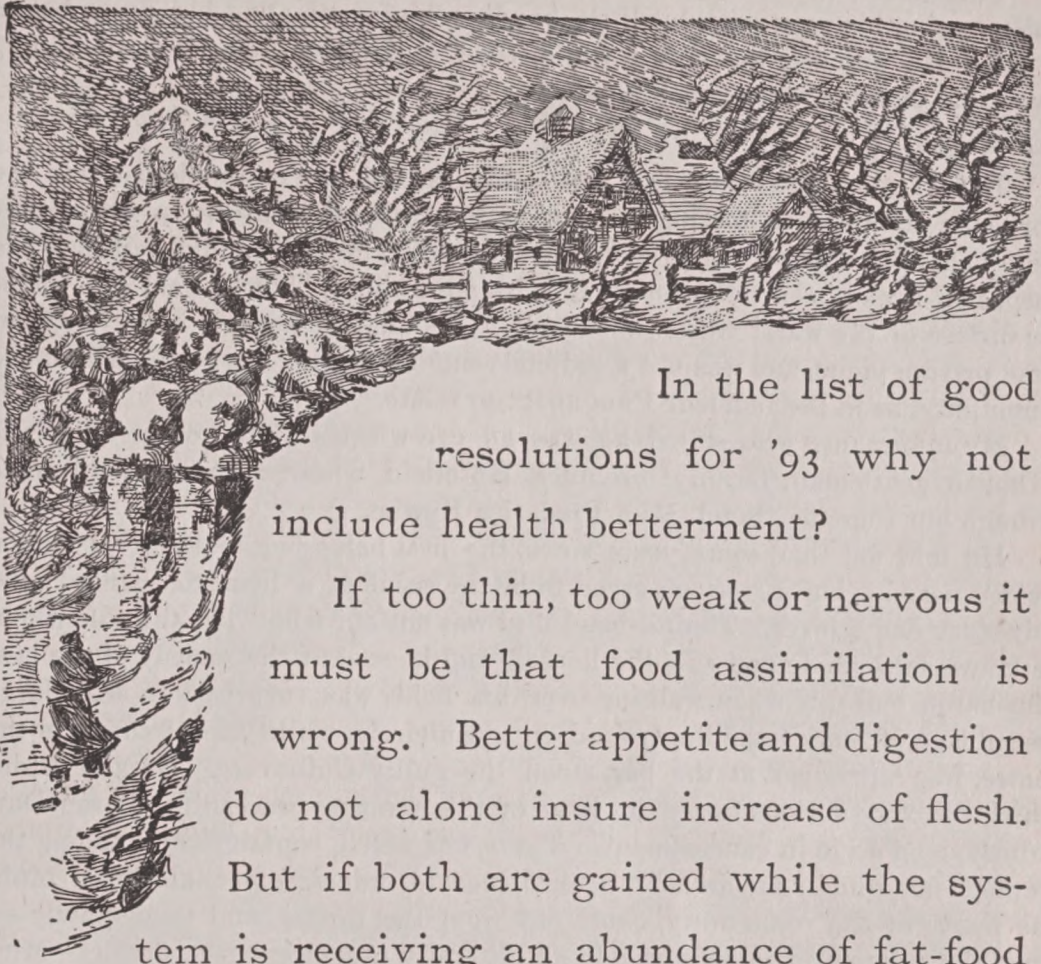 In the list of good
resolutions for '93 why not
include health betterment?
If too thin, too weak or nervous it
must be that food assimilation is
wrong. Better appetite and digestion
do not alone insure increase of flesh.
But if both are gained while the sys-
tem is receiving an abundance of fat-food